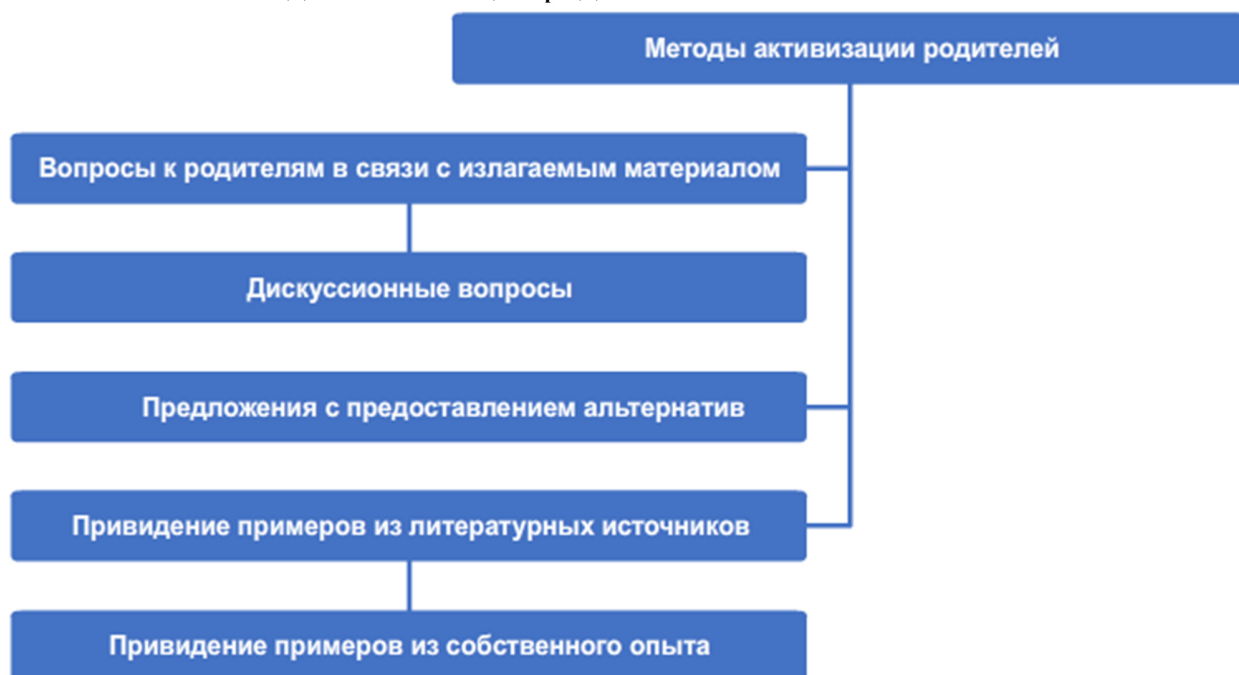 Методы активизации родителей
Вопросы к родителям в связи с излагаемым материалом
Дискуссионные вопросы
Предложения с предоставлением альтернатив
Привидение примеров из литературных источников
Привидение примеров из собственного опыта